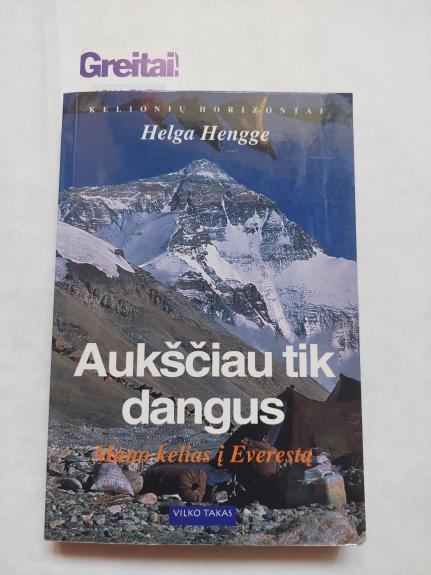 Greitai!
KELIONIŲ HORIZONTAI
Helga Hengge
Aukščiau tik
dangus
Mano kelias į Everestą
VILKO TAKAS